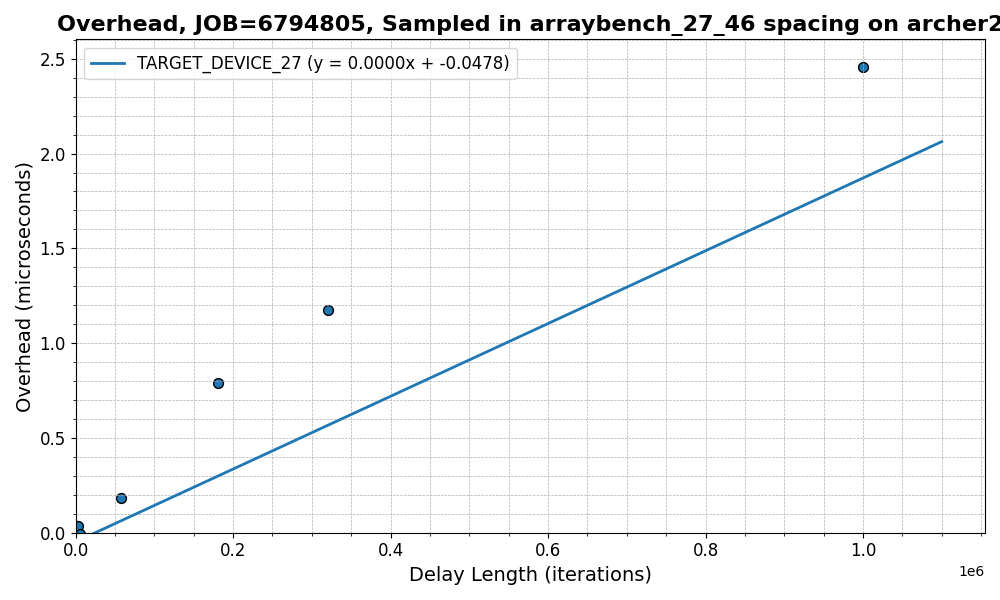 Overhead, JOB=6794805, Sampled in arraybench_27_46 spacing on archer2
TARGET_DEVICE_27 (y = 0.0000x + -0.0478)
2.5
2.0
1.5
1.0
0.5
0.0
Overhead (microseconds)
0.0 0.2 0.4 0.6 0.8 1.0
1e6
Delay Length (iterations)